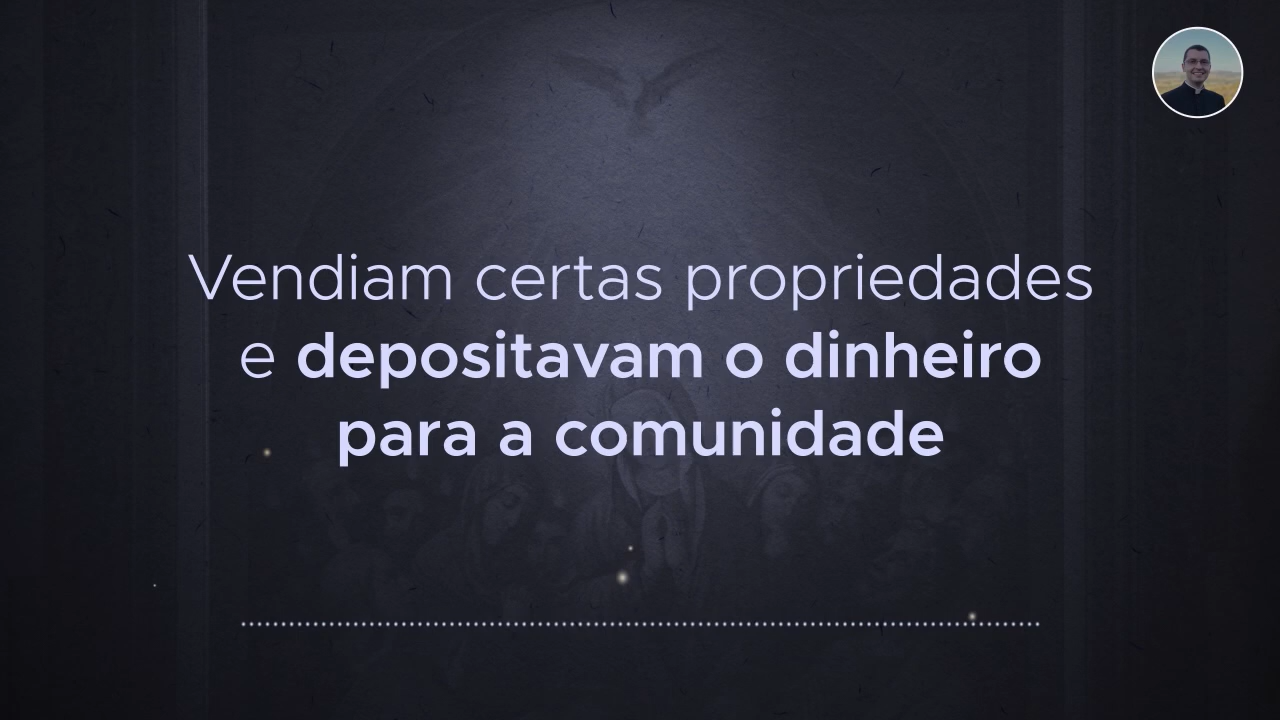 Vendiam certas propriedades
e depositavam o dinheiro
para a comunidade